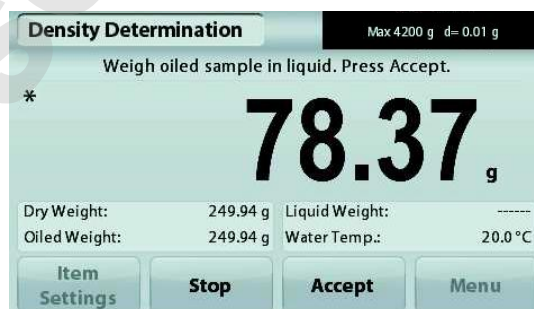 Density Determination
Max 4200 g d= 0.01 g
Weigh oiled sample in liquid. Press Accept.
*
78.37 g
Dry Weight: 249.94 g Liquid Weight: ------
Oiled Weight: 249.94 g Water Temp.: 20.0 °C
Item Settings
Stop
Accept
Menu